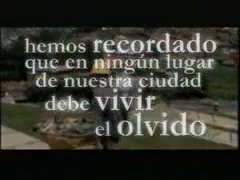 hemos recordado
que en ningún lugar
de nuestra ciudad
debe vivir
el olvido